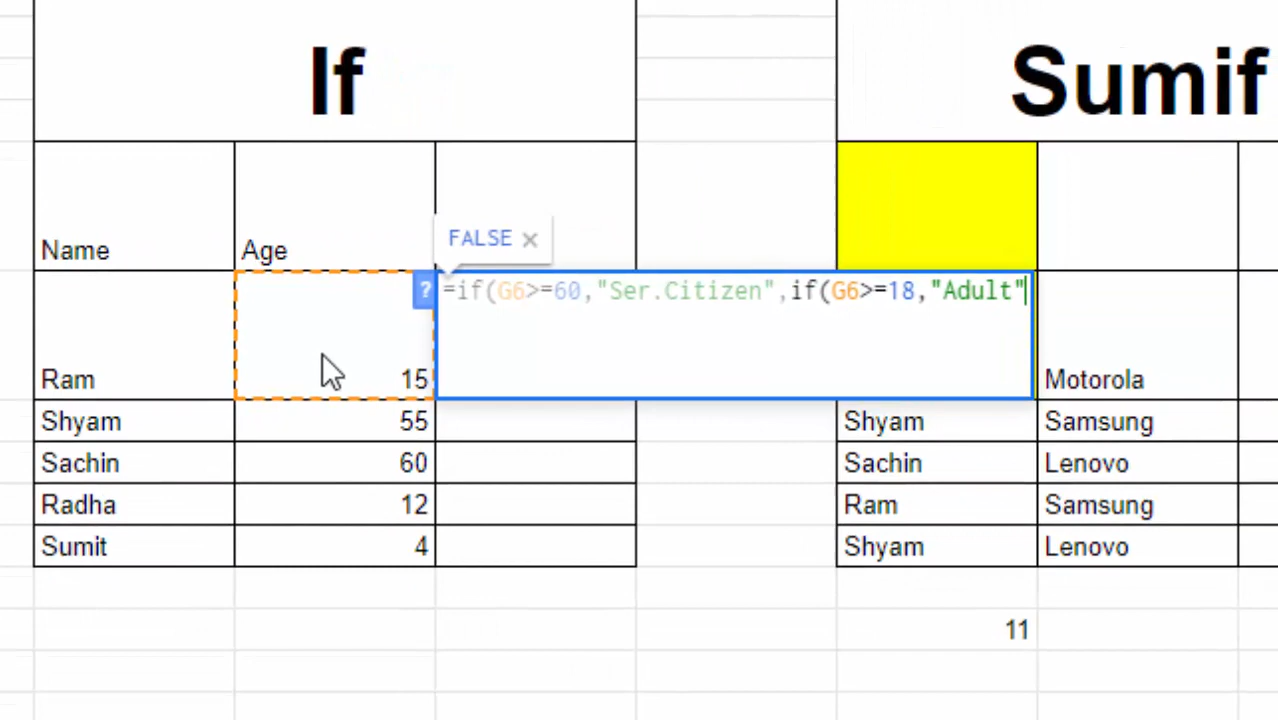 If
Sumif
Name Age
FALSE ×
? =if(G6>=60,"Ser.Citizen",if(G6>=18,"Adult"
Ram 15 Motorola
Shyam 55 Shyam Samsung
Sachin 60 Sachin Lenovo
Radha 12 Ram Samsung
Sumit 4 Shyam Lenovo
11